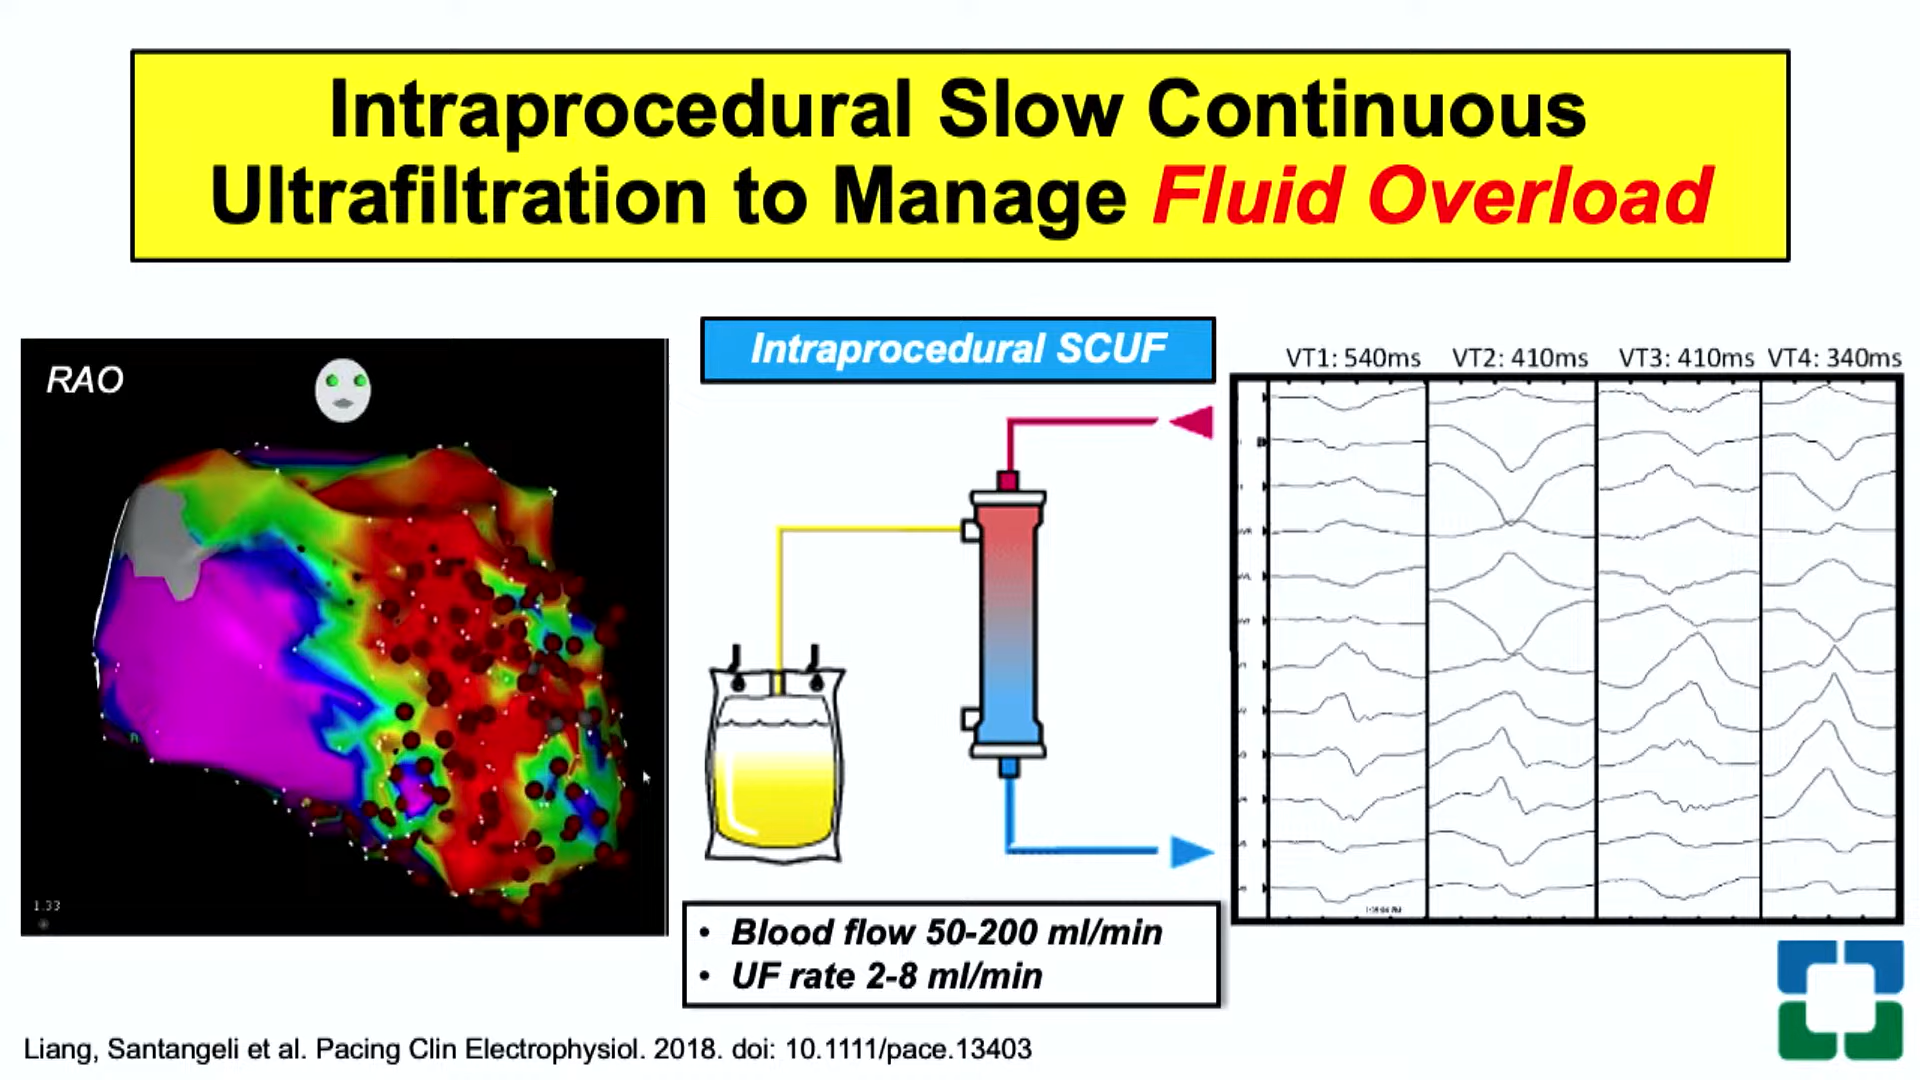 Intraprocedural Slow Continuous
Ultrafiltration to Manage Fluid Overload
RAO
1.33
Intraprocedural SCUF
• Blood flow 50-200 ml/min
• UF rate 2-8 ml/min
VT1: 540ms VT2: 410ms VT3: 410ms VT4: 340ms
Liang, Santangeli et al. Pacing Clin Electrophysiol. 2018. doi: 10.1111/pace.13403